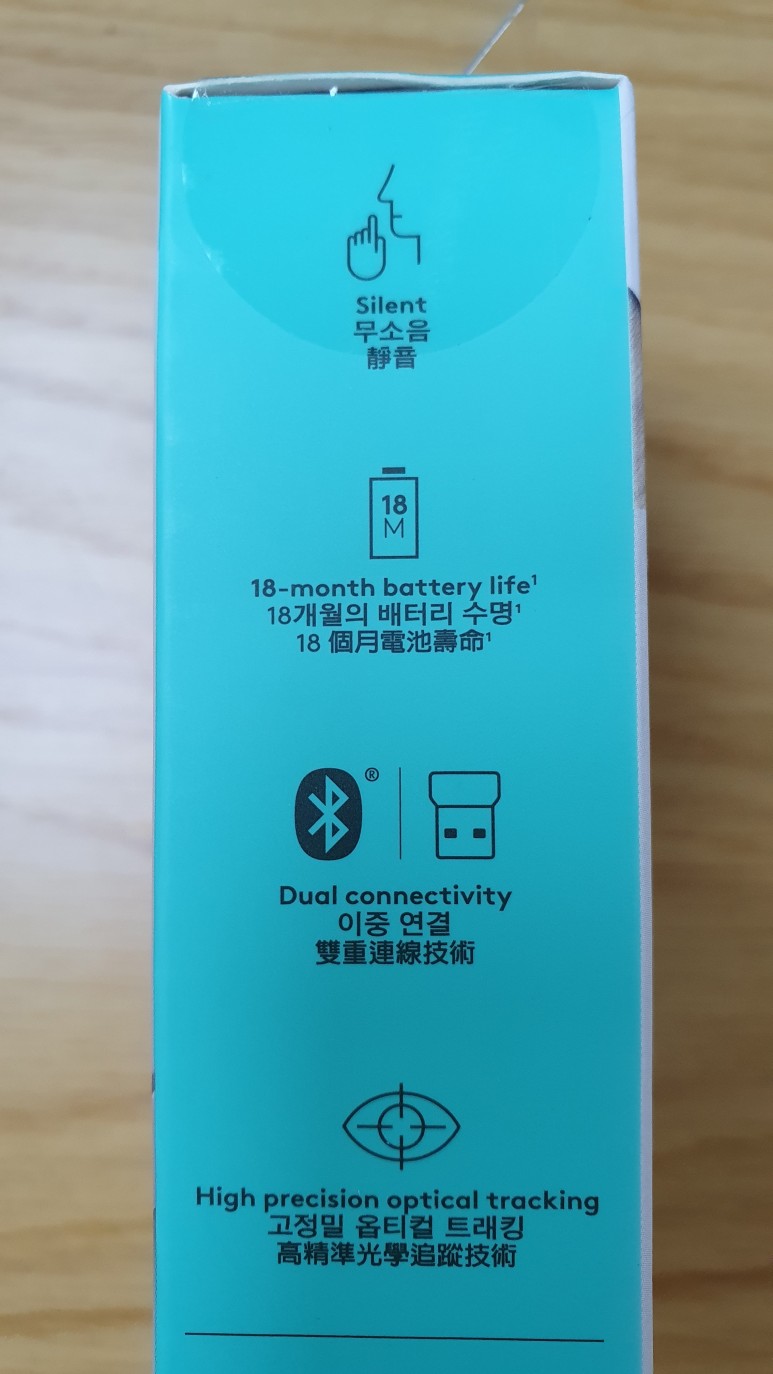 Silent
무소음
靜音
18
M
18-month battery life¹
18개월의 배터리 수명¹
18 個月電池壽命¹
®
Dual connectivity
이중 연결
雙重連線技術
High precision optical tracking
고정밀 옵티컬 트래킹
高精準光學追蹤技術